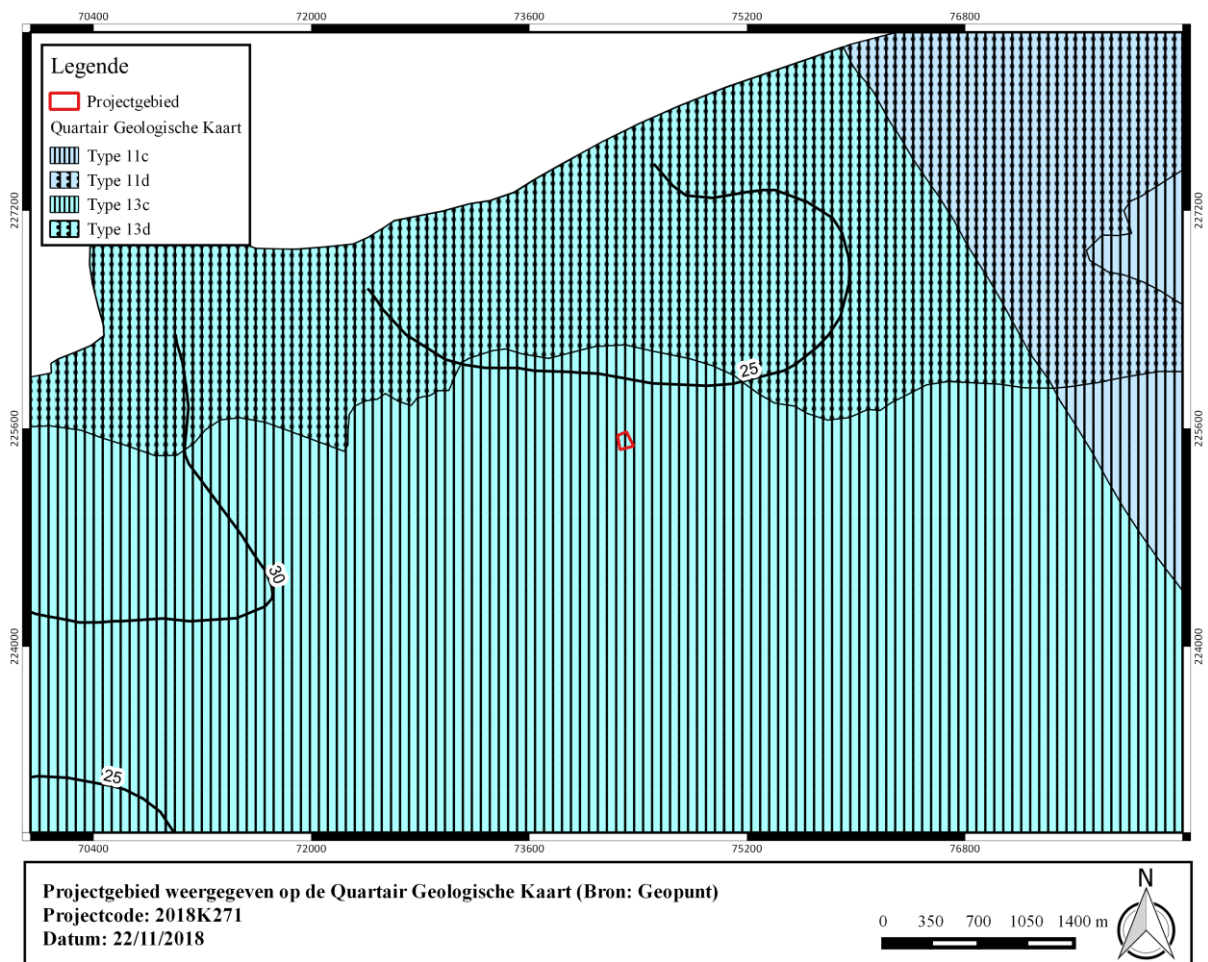 70400 72000 73600 75200 76800
Legende
Projectgebied
Quartair Geologische Kaart
Type 11c
Type 11d
Type 13c
Type 13d
227200 227200
25
225600 225600
30
224000 224000
25
70400 72000 73600 75200 76800
Projectgebied weergegeven op de Quartair Geologische Kaart (Bron: Geopunt)
Projectcode: 2018K271
Datum: 22/11/2018
N
0 350 700 1050 1400 m